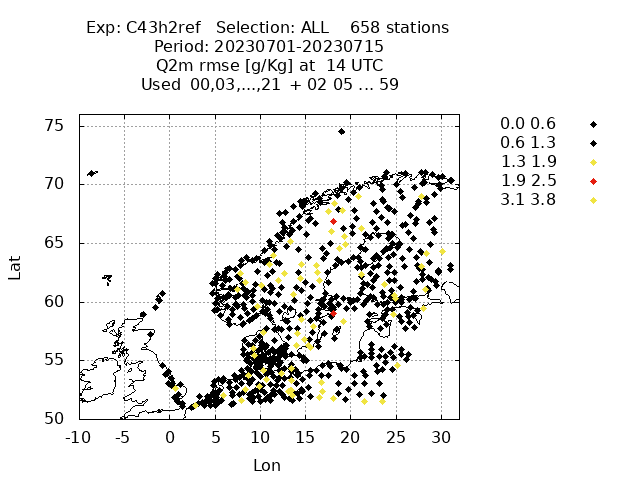 Exp: C43h2ref   Selection: ALL    658 stations
Period: 20230701-20230715
Q2m rmse [g/Kg] at  14 UTC
Used  00,03,...,21  + 02 05 ... 59
0.0 0.6
0.6 1.3
1.3 1.9
1.9 2.5
3.1 3.8
75
70
65
60
55
50
Lat
-10 -5 0 5 10 15 20 25 30
Lon